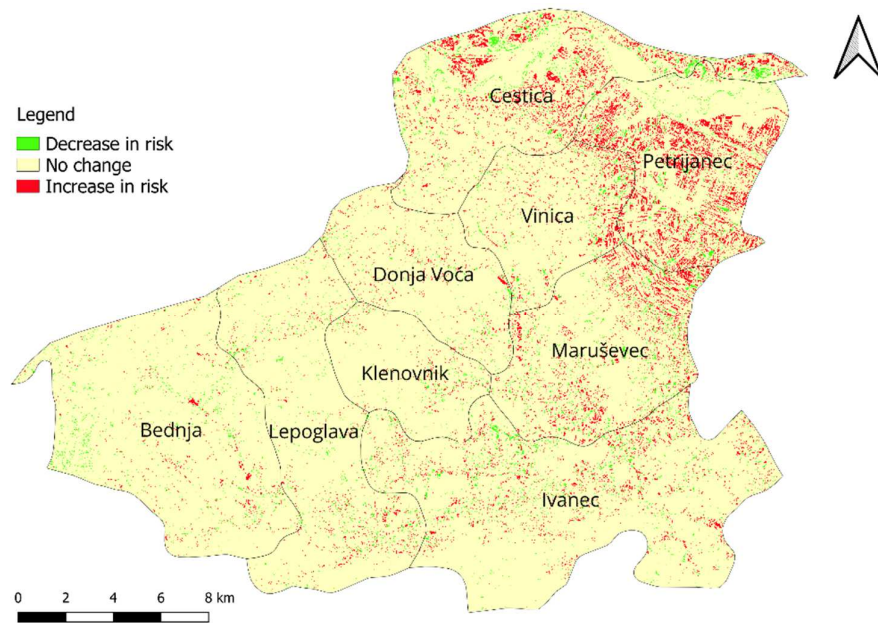 Legend
Decrease in risk
No change
Increase in risk
Cestica
Petrijanec
Vinica
Donja Voća
Maruševec
Klenovnik
Bednja
Lepoglava
Ivanec
0 2 4 6 8 km